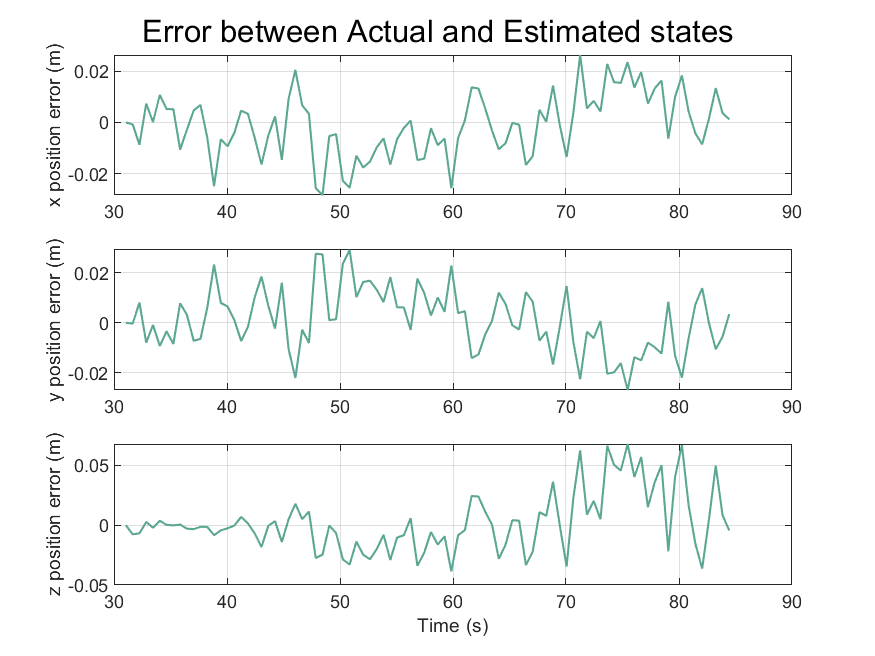 Error between Actual and Estimated states
x position error (m)
0.02
0
-0.02
30 40 50 60 70 80 90
y position error (m)
0.02
0
-0.02
30 40 50 60 70 80 90
z position error (m)
0.05
0
-0.05
30 40 50 60 70 80 90
Time (s)